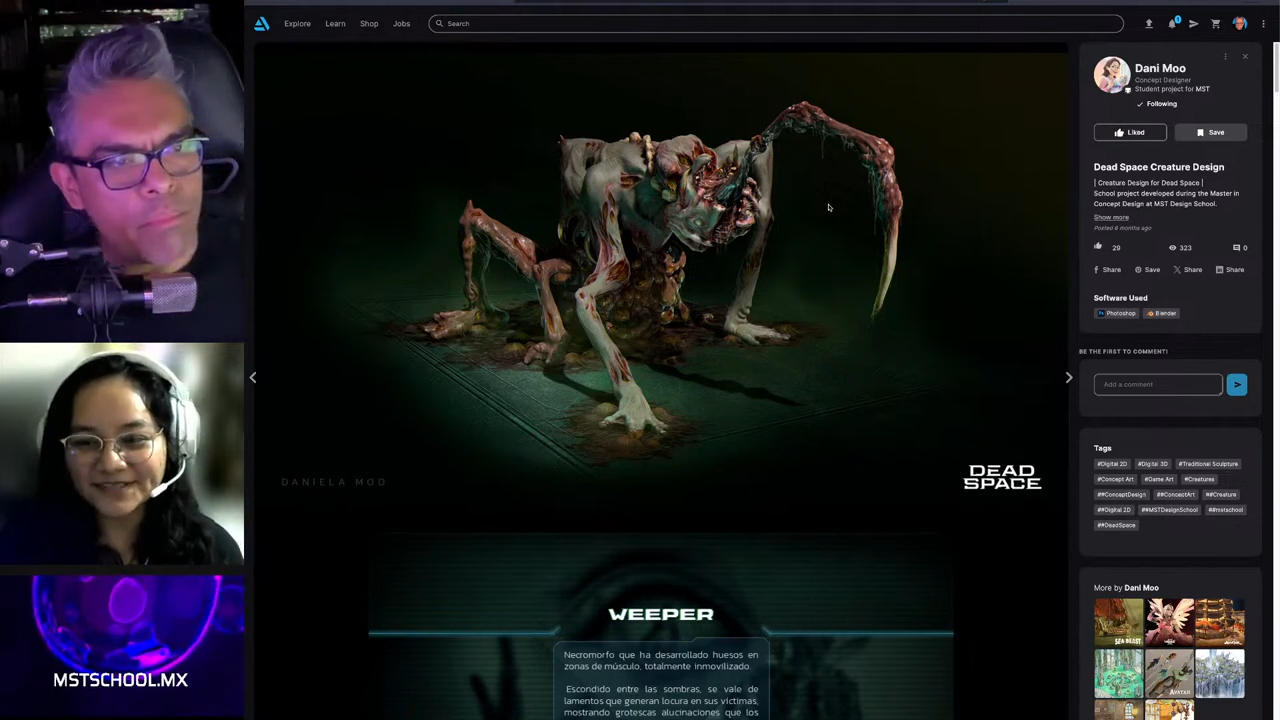 Explore
Learn
Shop
Jobs
Search
1
Dani Moo
Concept Designer
Student project for MST
Following
Liked
Save
Dead Space Creature Design
| Creature Design for Dead Space |
School project developed during the Master in
Concept Design at MST Design School.
Show more
Posted 6 months ago
29
323
0
Share
Save
Share
Share
Software Used
Photoshop
Blender
BE THE FIRST TO COMMENT!
Add a comment
Tags
#Digital 2D #Digital 3D #Traditional Sculpture
#Concept Art #Game Art #Creatures
##ConceptDesign ##ConceptArt ##Creature
##Digital 2D ##MSTDesignSchool ##mstschool
##DeadSpace
More by Dani Moo
SEA BEAST
AVATAR
DANIELA MOO
DEAD
SPACE
WEEPER
Necromorfo que ha desarrollado huesos en
zonas de músculo, totalmente inmovilizado.
Escondido entre las sombras, se vale de
lamentos que generan locura en sus víctimas,
mostrando grotescas alucinaciones que los
MSTSCHOOL.MX